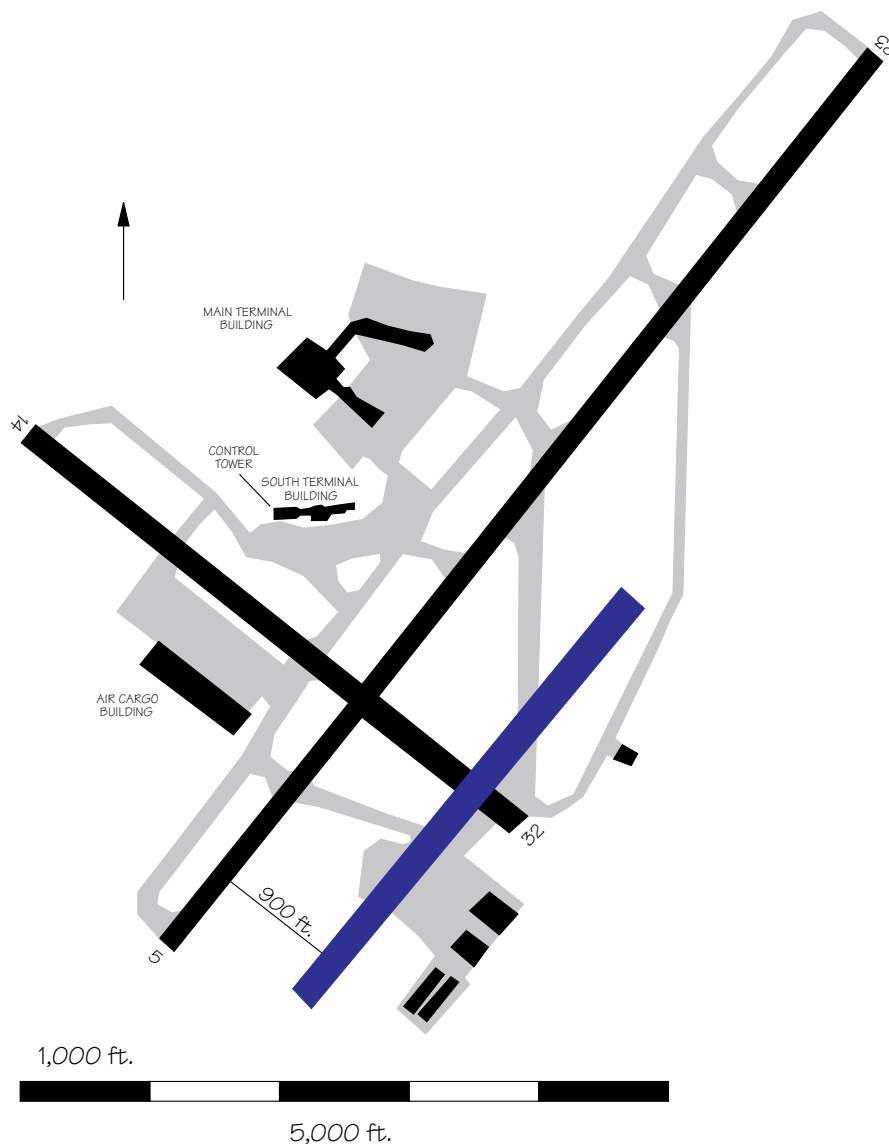 MAIN TERMINAL
BUILDING
14
CONTROL
TOWER
SOUTH TERMINAL
BUILDING
AIR CARGO
BUILDING
32
900 ft.
5
1,000 ft.
5,000 ft.